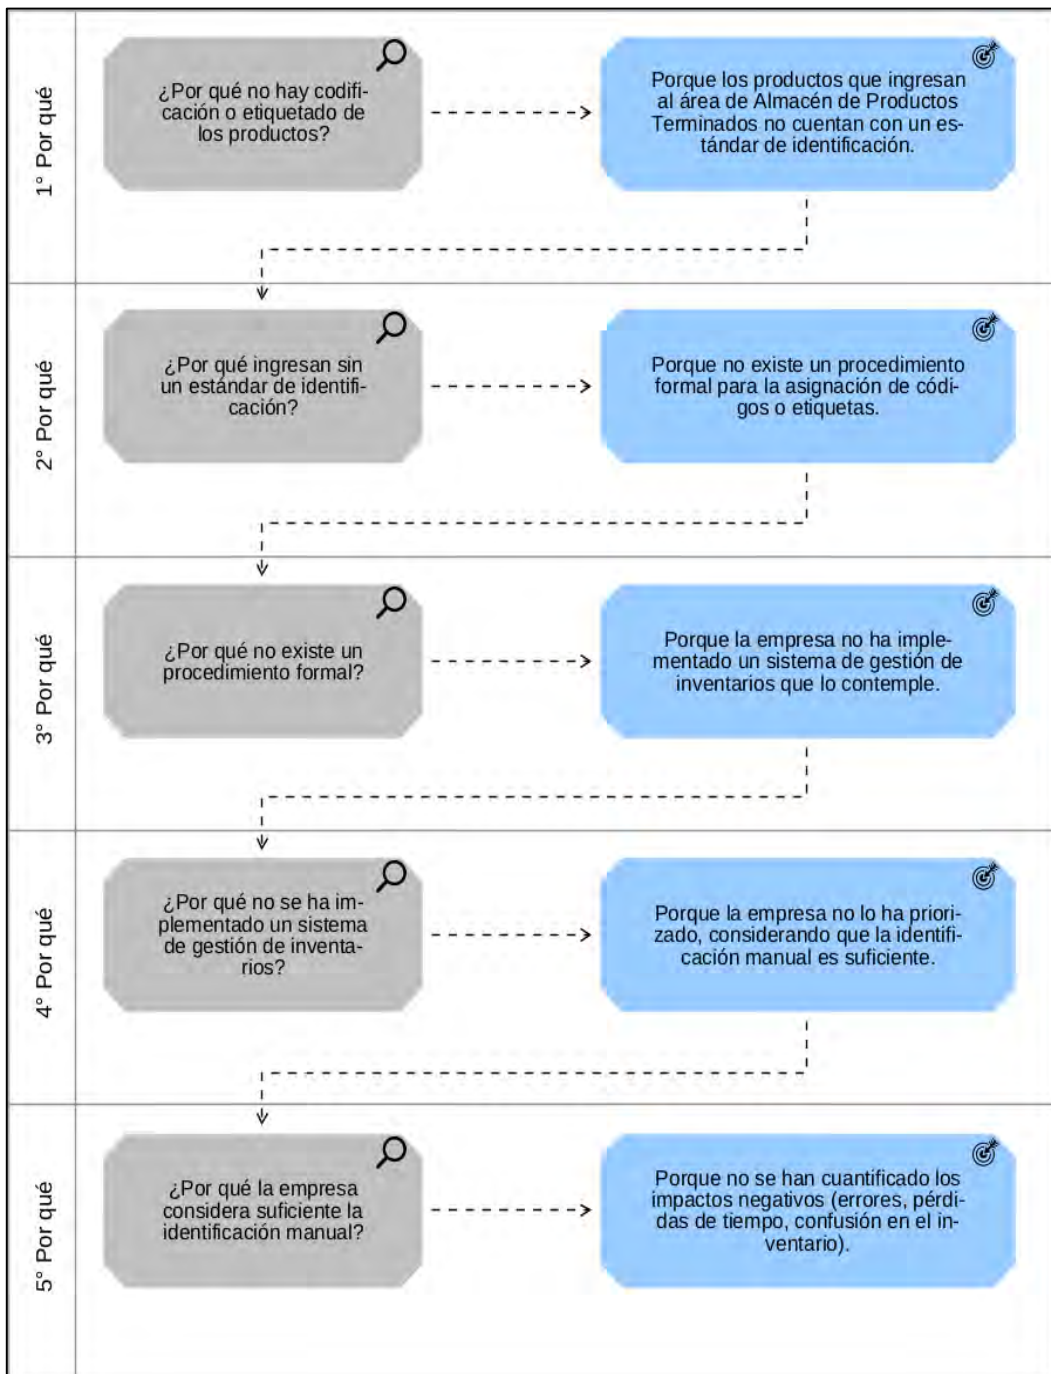 1° Por qué
¿Por qué no hay codifi-
cación o etiquetado de
los productos?
Porque los productos que ingresan
al área de Almacén de Productos
Terminados no cuentan con un es-
tándar de identificación.
2° Por qué
¿Por qué ingresan sin
un estándar de identifi-
cación?
Porque no existe un procedimiento
formal para la asignación de códi-
gos o etiquetas.
3° Por qué
¿Por qué no existe un
procedimiento formal?
Porque la empresa no ha imple-
mentado un sistema de gestión de
inventarios que lo contemple.
4° Por qué
¿Por qué no se ha im-
plementado un sistema
de gestión de inventa-
rios?
Porque la empresa no lo ha priori-
zado, considerando que la identifi-
cación manual es suficiente.
5° Por qué
¿Por qué la empresa
considera suficiente la
identificación manual?
Porque no se han cuantificado los
impactos negativos (errores, pérdi-
das de tiempo, confusión en el in-
ventario).